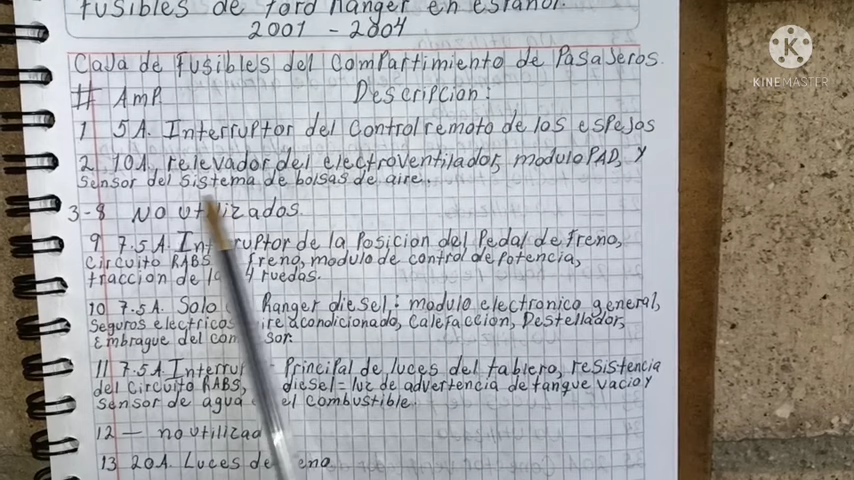 fusibles de ford Ranger en español.
2001 - 2004
Caja de fusibles del compartimiento de Pasajeros.
# AMP. Descripcion:
1 5A. Interruptor del control remoto de los espejos
2 10A. relevador del electroventilador, modulo PAD, y
sensor del sistema de bolsas de aire.
3-8 No utilizados.
9 7.5A. Interruptor de la Posicion del Pedal de freno,
circuito RABS freno, modulo de control de potencia,
traccion de la 4 ruedas.
10 7.5A. Solo Ranger diesel: modulo electronico general,
seguros electricos, aire acondicionado, calefaccion, Destellador,
Embrague del
11 7.5A. Principal de luces del tablero, resistencia
del circuito RABS, diesel = luz de advertencia de tanque vacio y
sensor de agua el combustible.
12 — no utiliza
13 20A. Luces de
KINEMASTER